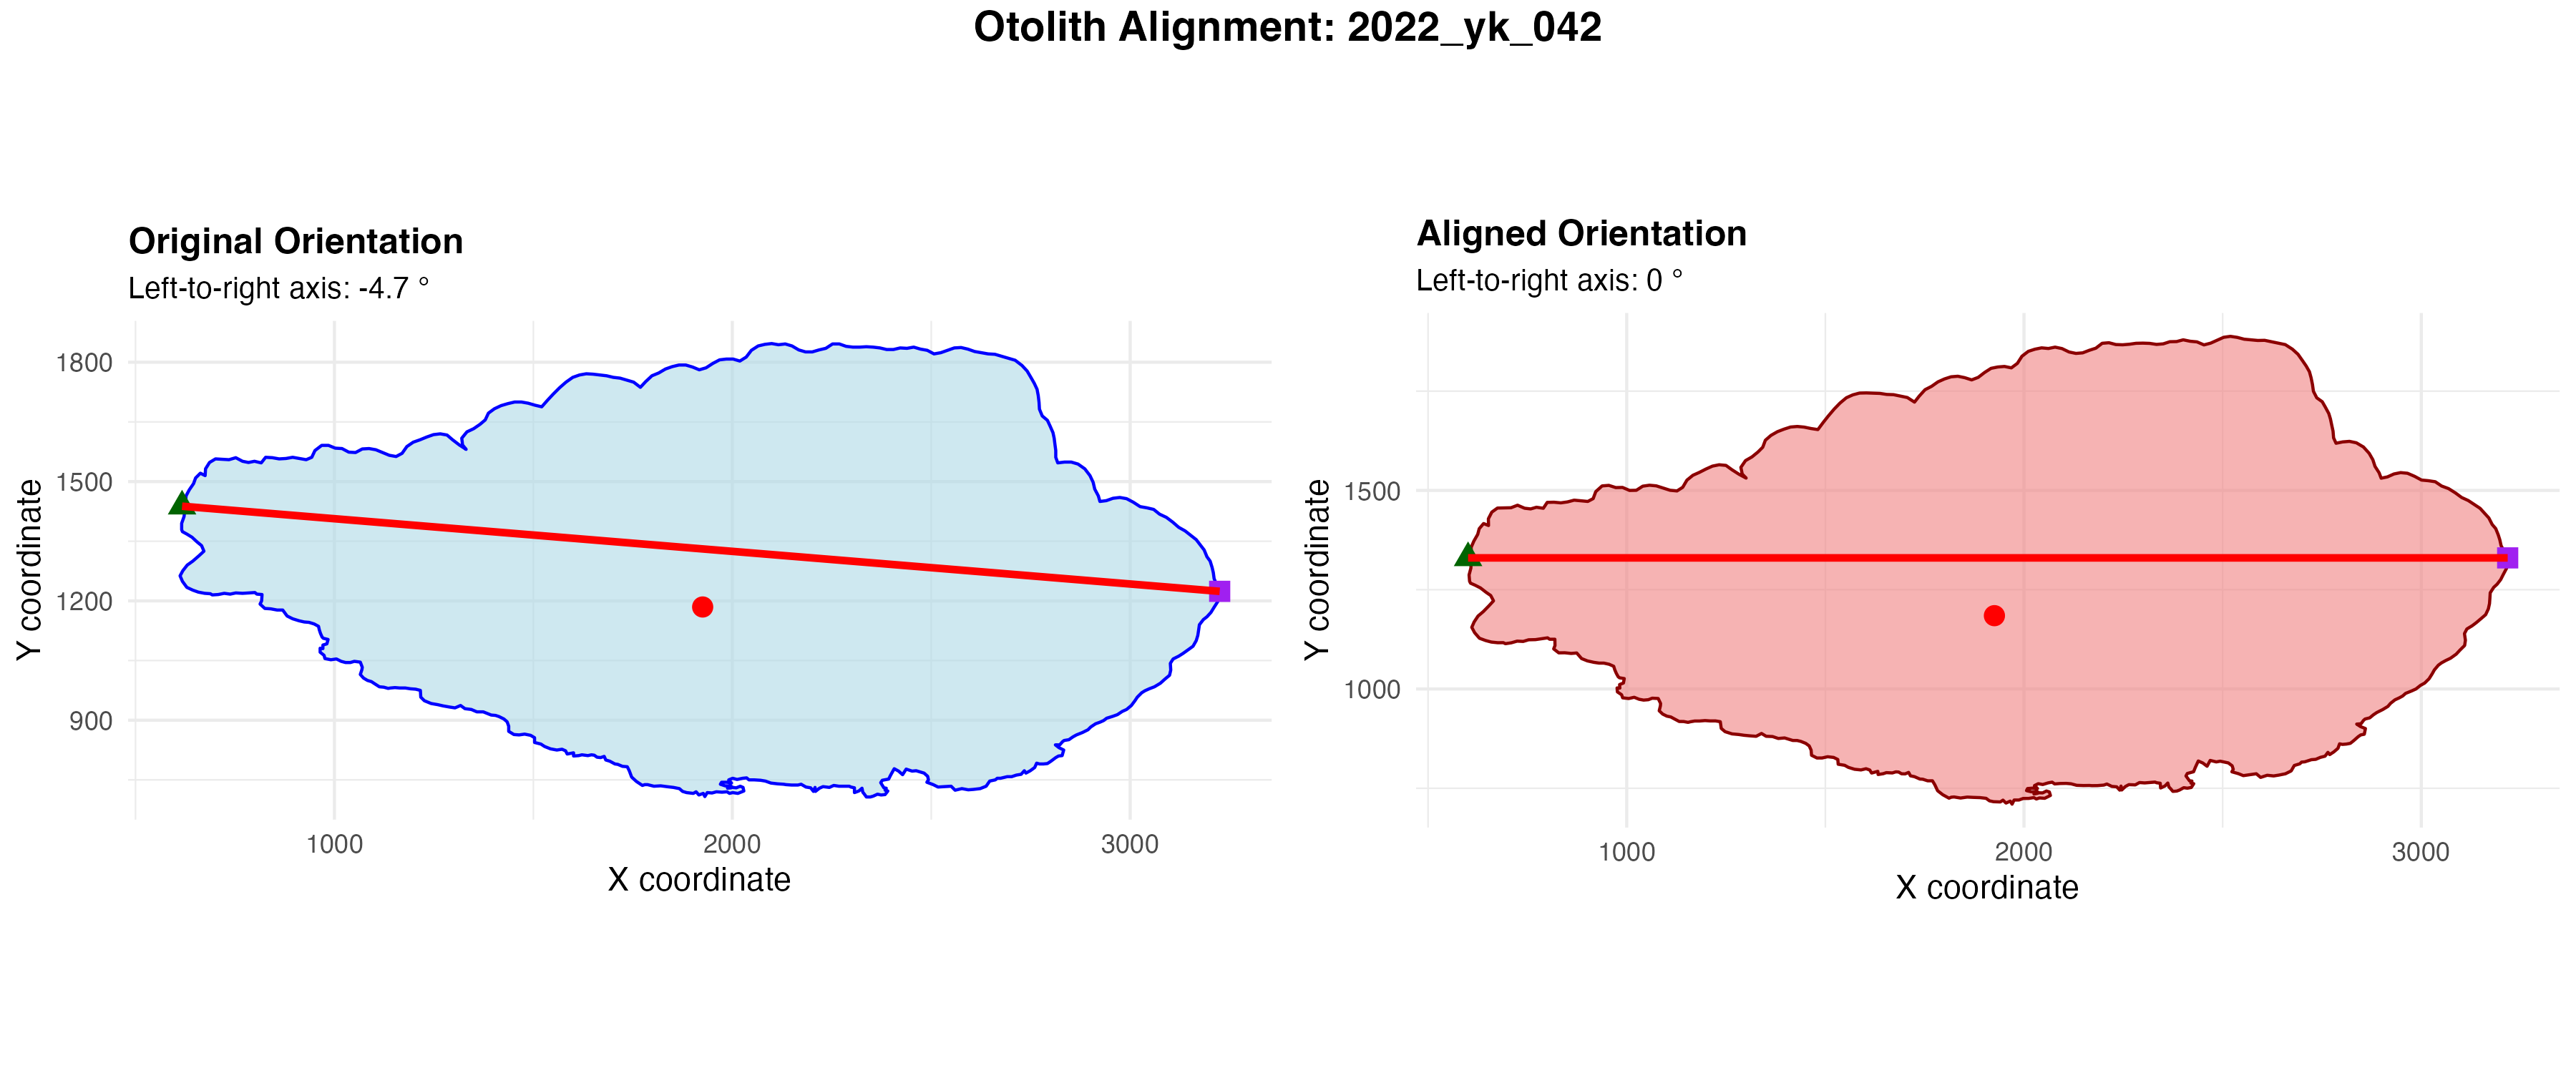 Otolith Alignment: 2022_yk_042
Original Orientation
Left-to-right axis: -4.7 °
Y coordinate
1800
1500
1200
900
1000
2000
3000
X coordinate
Aligned Orientation
Left-to-right axis: 0 °
Y coordinate
1500
1000
1000
2000
3000
X coordinate